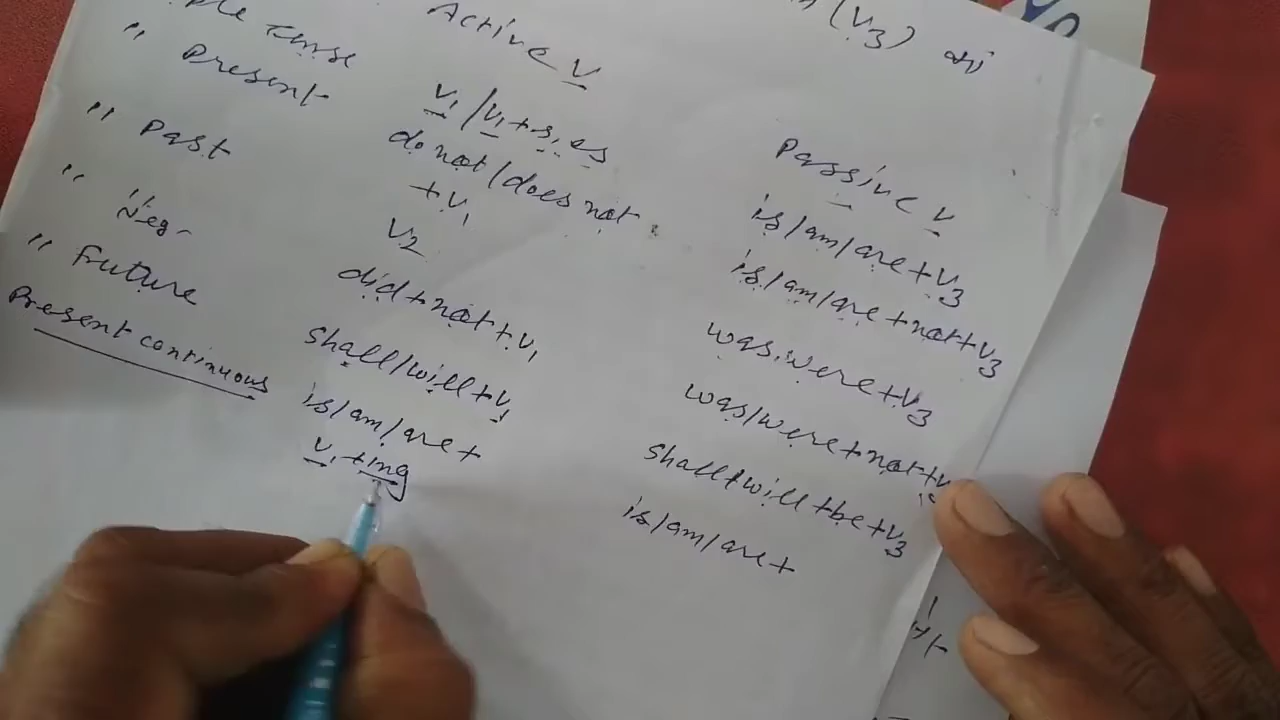 ple tense
Active V
(V3)
" Present
V1/V1+s, es
Passive V
do not/does not
+V1
is/am/are+V3
is/am/are+not+V3
" Past
V2
was.were+V3
" Neg-
did+not+V1
was/were+not+V
" Future
shall/will+V1
shall+will+be+V3
Present continuous
is/am/are+
V1+ing
is/am/are+